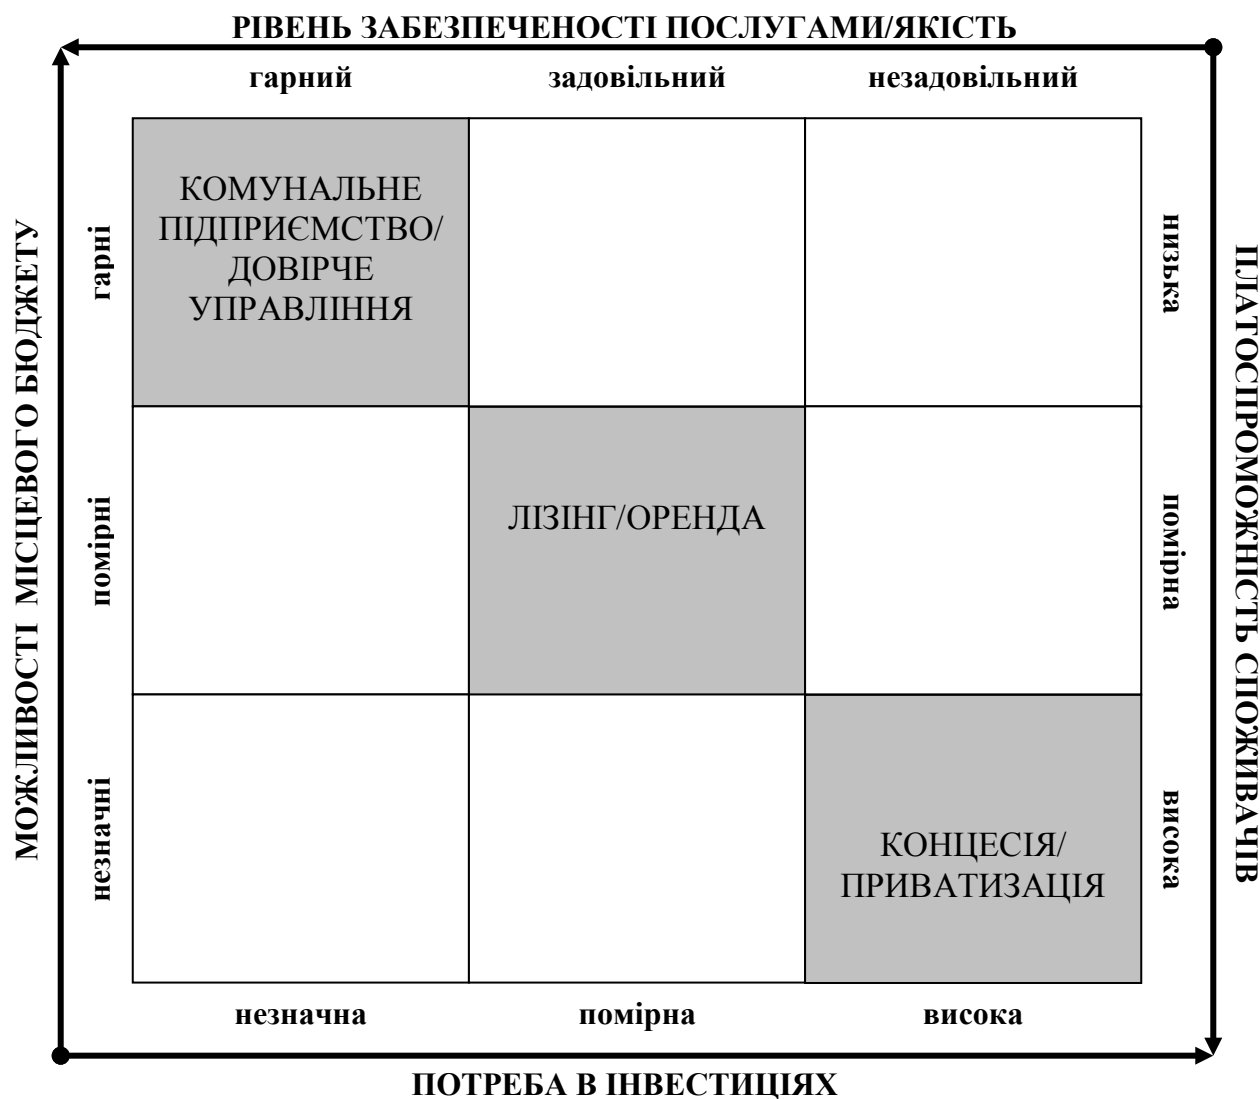 РІВЕНЬ ЗАБЕЗПЕЧЕНОСТІ ПОСЛУГАМИ/ЯКІСТЬ
гарний
задовільний
незадовільний
МОЖЛИВОСТІ МІСЦЕВОГО БЮДЖЕТУ
гарні
помірні
незначні
КОМУНАЛЬНЕ
ПІДПРИЄМСТВО/
ДОВІРЧЕ
УПРАВЛІННЯ
ЛІЗІНГ/ОРЕНДА
КОНЦЕСІЯ/
ПРИВАТИЗАЦІЯ
низька
помірна
висока
ПЛАТОСПРОМОЖНІСТЬ СПОЖИВАЧІВ
незначна
помірна
висока
ПОТРЕБА В ІНВЕСТИЦІЯХ